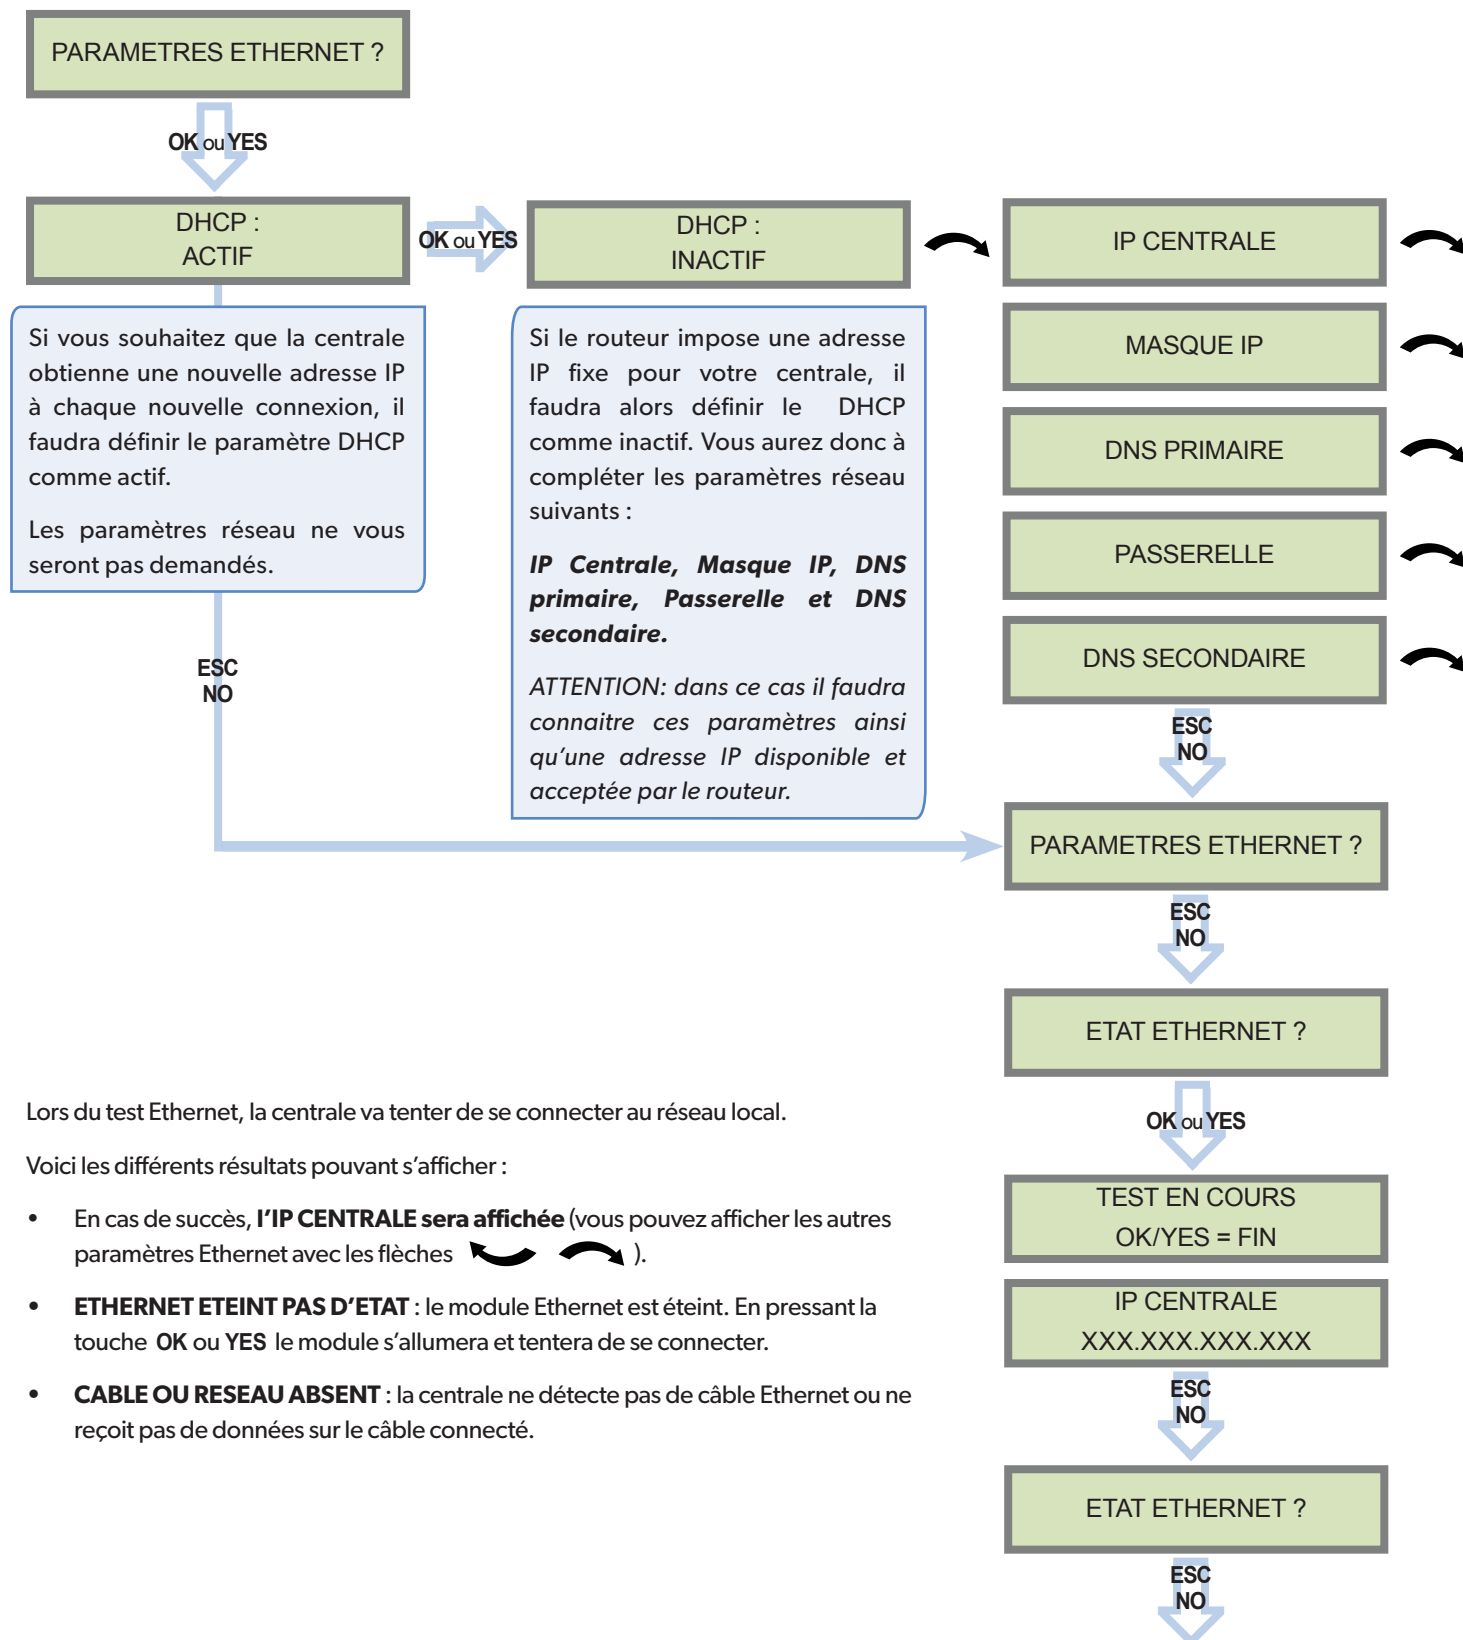 PARAMETRES ETHERNET ?
OK ou YES
DHCP :
ACTIF
OK ou YES
DHCP :
INACTIF
IP CENTRALE
Si vous souhaitez que la centrale
obtienne une nouvelle adresse IP
à chaque nouvelle connexion, il
faudra définir le paramètre DHCP
comme actif.
Les paramètres réseau ne vous
seront pas demandés.
ESC
NO
Si le routeur impose une adresse
IP fixe pour votre centrale, il
faudra alors définir le DHCP
comme inactif. Vous aurez donc à
compléter les paramètres réseau
suivants :
IP Centrale, Masque IP, DNS
primaire, Passerelle et DNS
secondaire.
ATTENTION: dans ce cas il faudra
connaitre ces paramètres ainsi
qu’une adresse IP disponible et
acceptée par le routeur.
MASQUE IP
DNS PRIMAIRE
PASSERELLE
DNS SECONDAIRE
ESC
NO
PARAMETRES ETHERNET ?
ESC
NO
ETAT ETHERNET ?
OK ou YES
TEST EN COURS
OK/YES = FIN
IP CENTRALE
XXX.XXX.XXX.XXX
ESC
NO
ETAT ETHERNET ?
ESC
NO
Lors du test Ethernet, la centrale va tenter de se connecter au réseau local.
Voici les différents résultats pouvant s’afficher :
• En cas de succès, l’IP CENTRALE sera affichée (vous pouvez afficher les autres
paramètres Ethernet avec les flèches ).
• ETHERNET ETEINT PAS D’ETAT : le module Ethernet est éteint. En pressant la
touche OK ou YES le module s’allumera et tentera de se connecter.
• CABLE OU RESEAU ABSENT : la centrale ne détecte pas de câble Ethernet ou ne
reçoit pas de données sur le câble connecté.